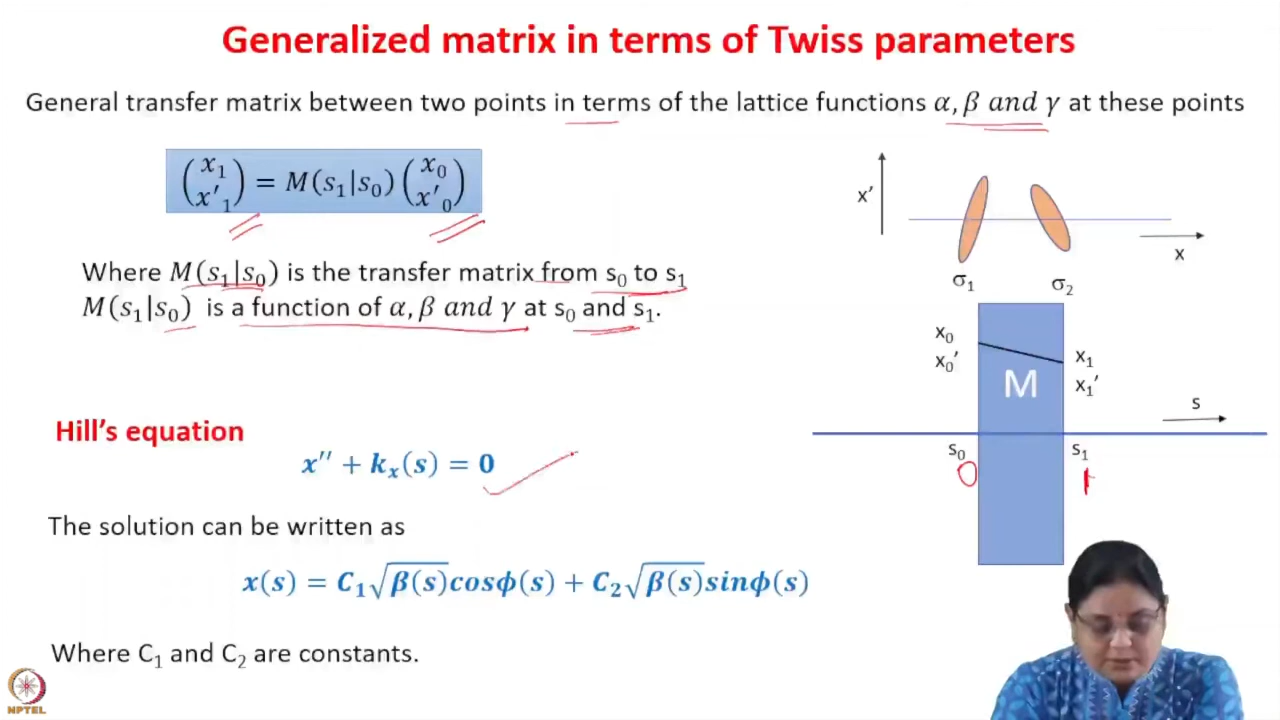 Generalized matrix in terms of Twiss parameters
General transfer matrix between two points in terms of the lattice functions α, β and γ at these points
(x₁ x'₁) = M(s₁|s₀) (x₀ x'₀)
Where M(s₁|s₀) is the transfer matrix from s₀ to s₁
M(s₁|s₀) is a function of α, β and γ at s₀ and s₁.
Hill's equation
x'' + kₓ(s) = 0
The solution can be written as
x(s) = C₁√β(s)cosϕ(s) + C₂√β(s)sinϕ(s)
Where C₁ and C₂ are constants.
x'
x
σ₁
σ₂
x₀
x₀'
M
x₁
x₁'
s
s₀
s₁
0
1
NPTEL